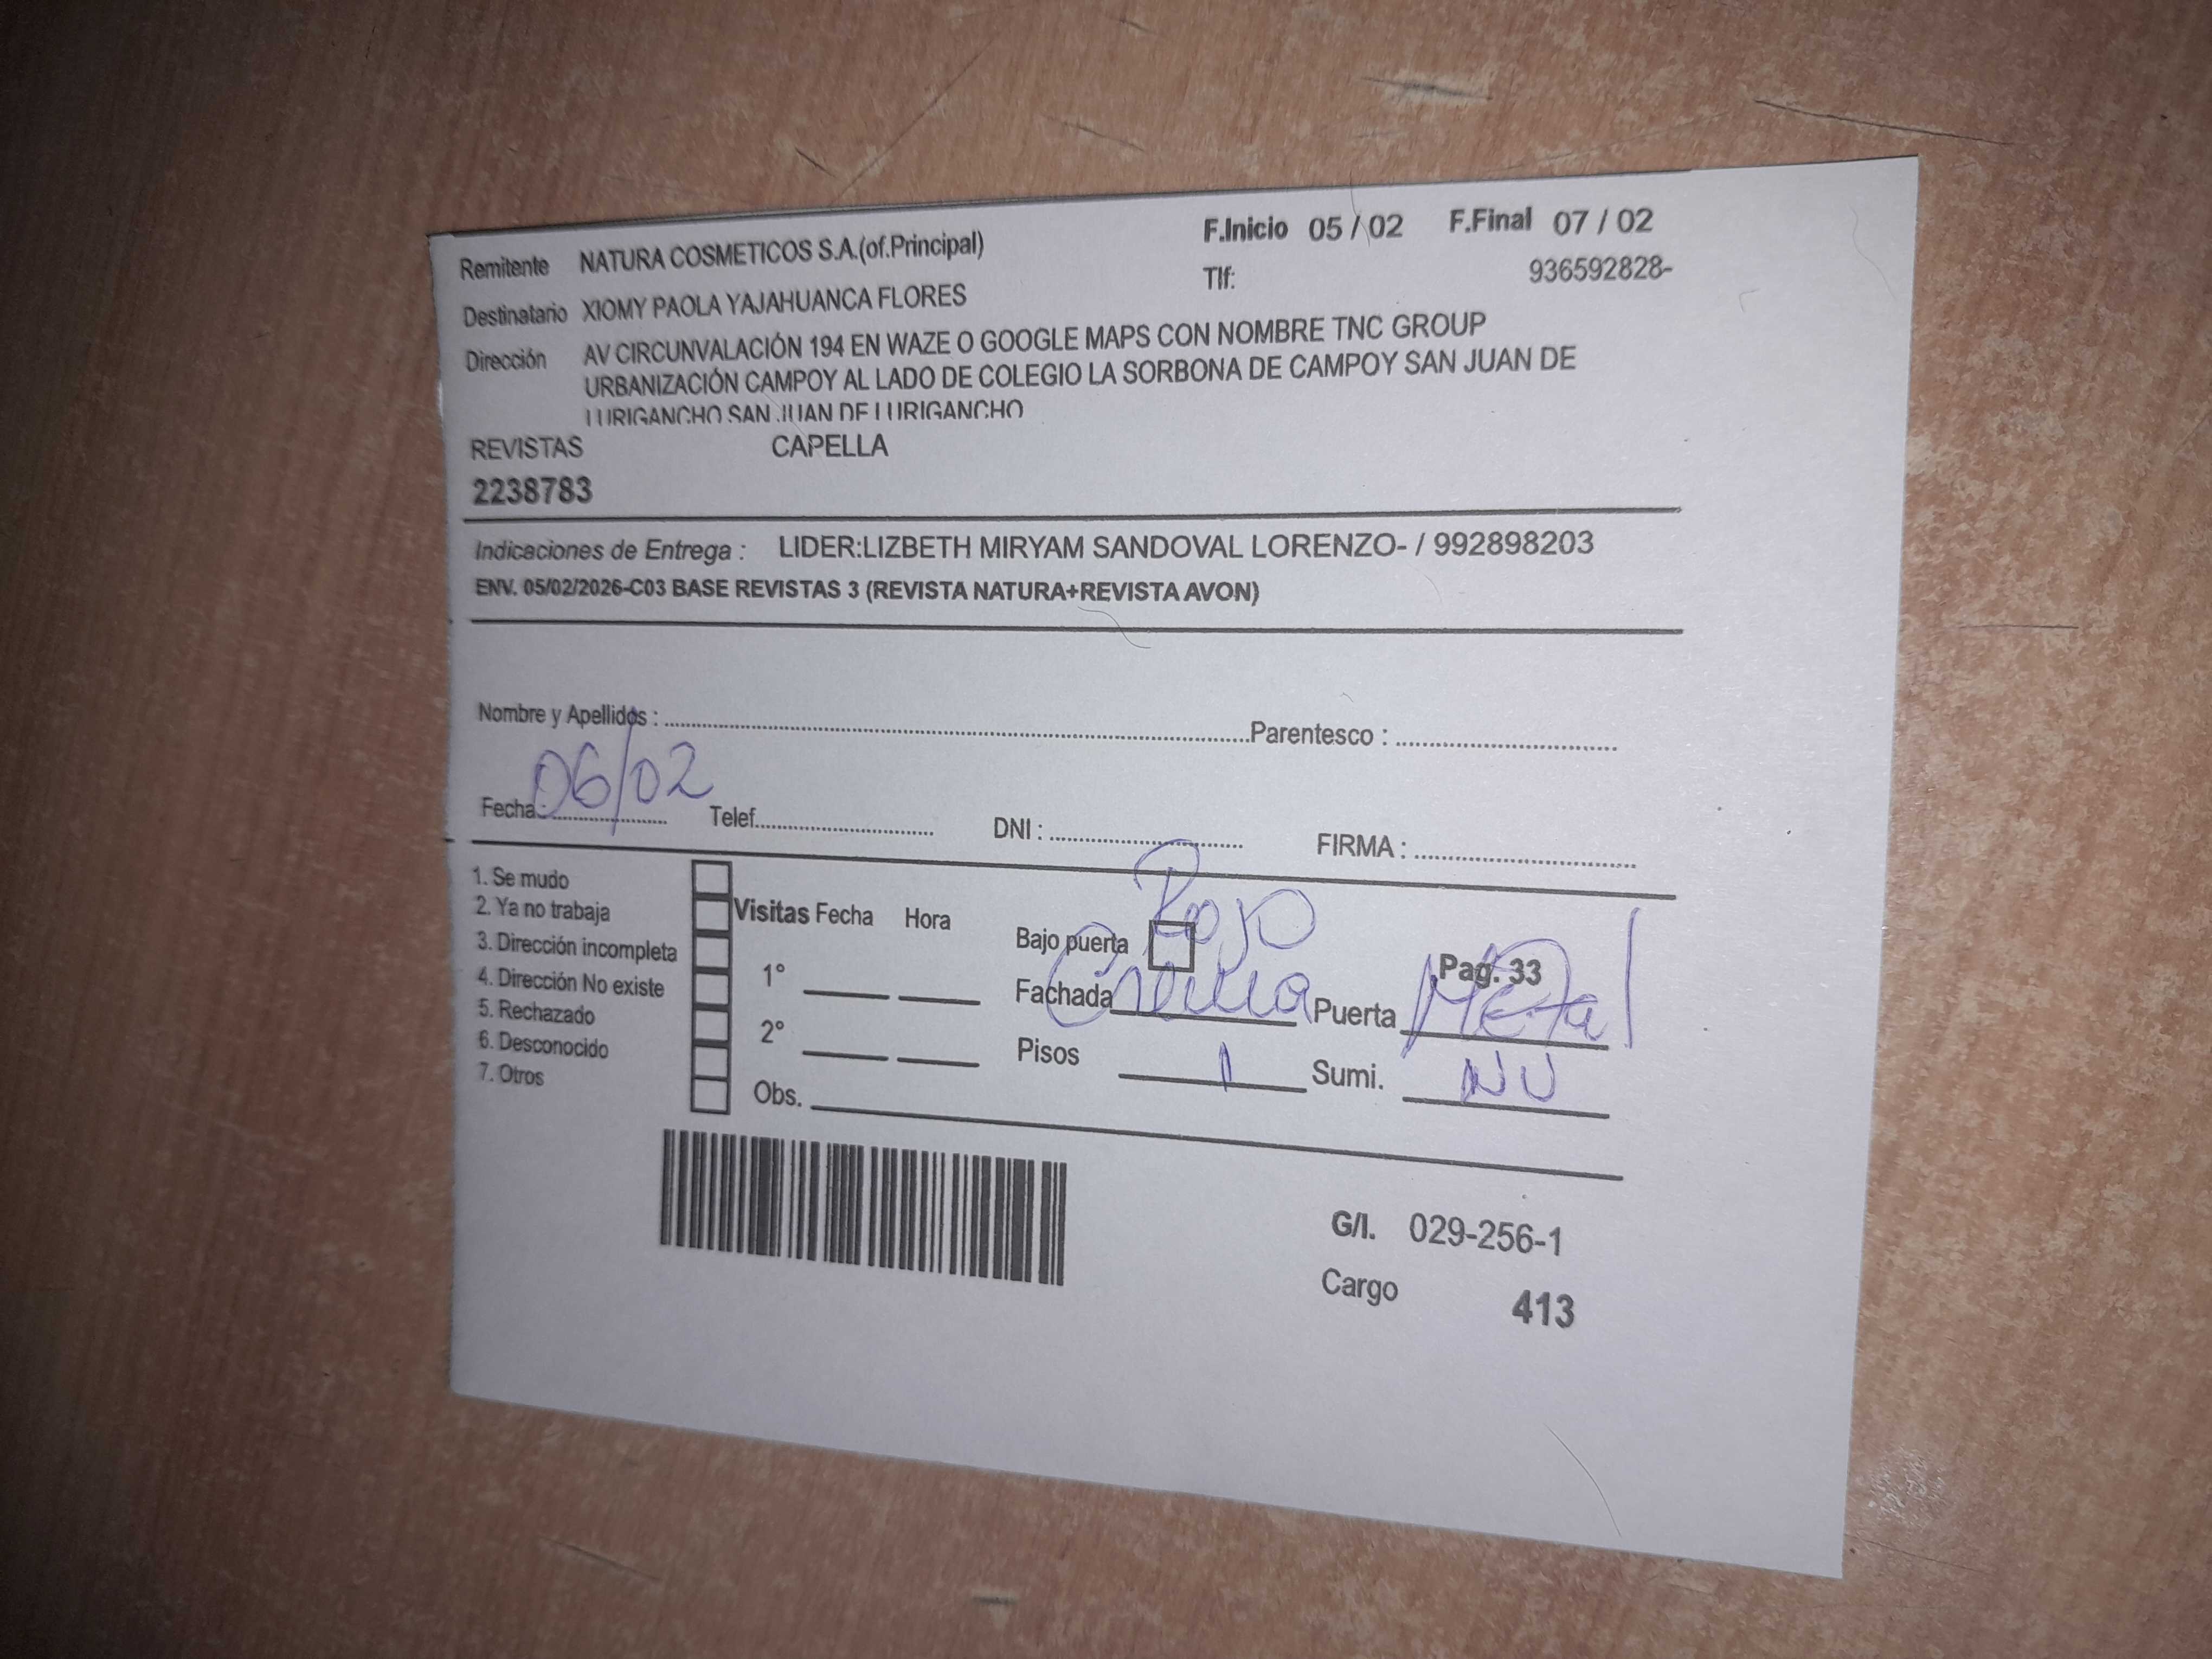 Remitente NATURA COSMETICOS S.A.(of.Principal) F.Inicio 05 / 02 F.Final 07 / 02
Tlf: 936592828-
Destinatario XIOMY PAOLA YAJAHUANCA FLORES
Dirección AV CIRCUNVALACIÓN 194 EN WAZE O GOOGLE MAPS CON NOMBRE TNC GROUP
URBANIZACIÓN CAMPOY AL LADO DE COLEGIO LA SORBONA DE CAMPOY SAN JUAN DE
LURIGANCHO SAN JUAN DE LURIGANCHO
REVISTAS CAPELLA
2238783
Indicaciones de Entrega : LIDER:LIZBETH MIRYAM SANDOVAL LORENZO- / 992898203
ENV. 05/02/2026-C03 BASE REVISTAS 3 (REVISTA NATURA+REVISTA AVON)
Nombre y Apellidos : Parentesco :
Fecha: 06/02 Telef. DNI : FIRMA :
1. Se mudo
2. Ya no trabaja
3. Dirección incompleta
4. Dirección No existe
5. Rechazado
6. Desconocido
7. Otros
Visitas Fecha Hora
1°
2°
Obs.
Rojo
Bajo puerta Pag. 33
Fachada Puerta Metal
Pisos 1 Sumi.
G/I. 029-256-1
Cargo 413